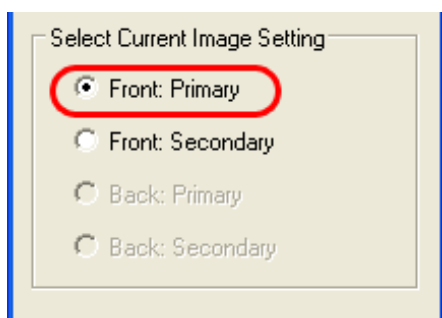 Select Current Image Setting
Front: Primary
Front: Secondary
Back: Primary
Back: Secondary